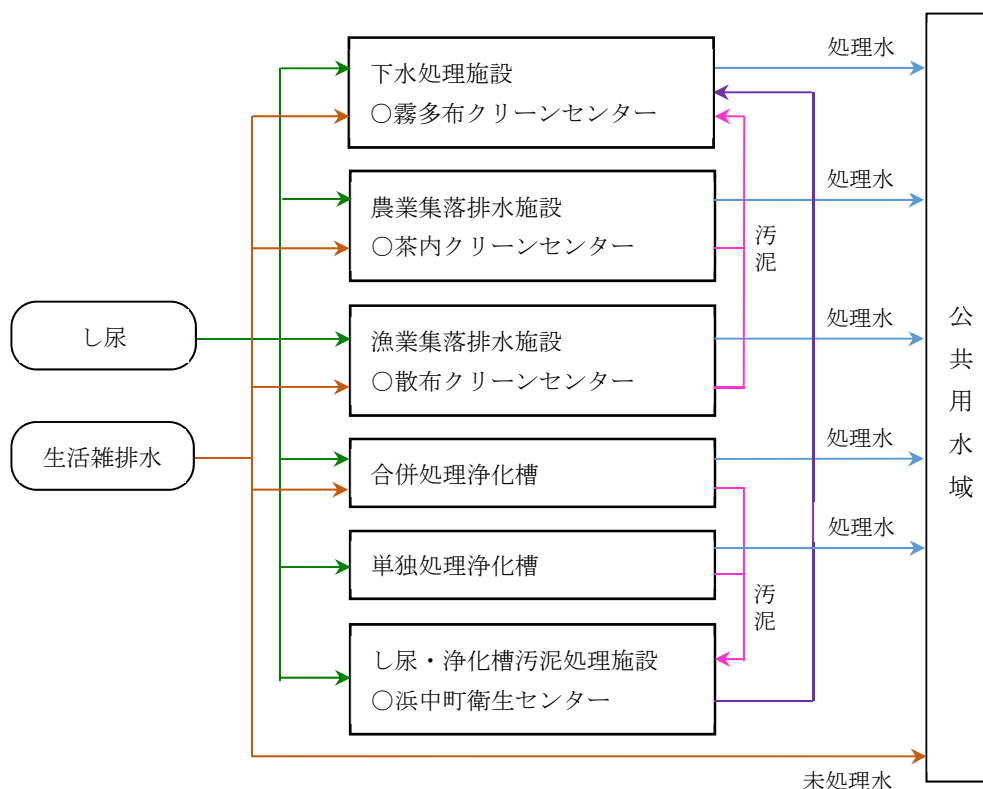 処理水
下水処理施設
〇霧多布クリーンセンター
処理水
農業集落排水施設
〇茶内クリーンセンター
汚泥
し尿
処理水
漁業集落排水施設
〇散布クリーンセンター
公共用水域
生活雑排水
処理水
合併処理浄化槽
処理水
単独処理浄化槽
汚泥
し尿・浄化槽汚泥処理施設
〇浜中町衛生センター
未処理水